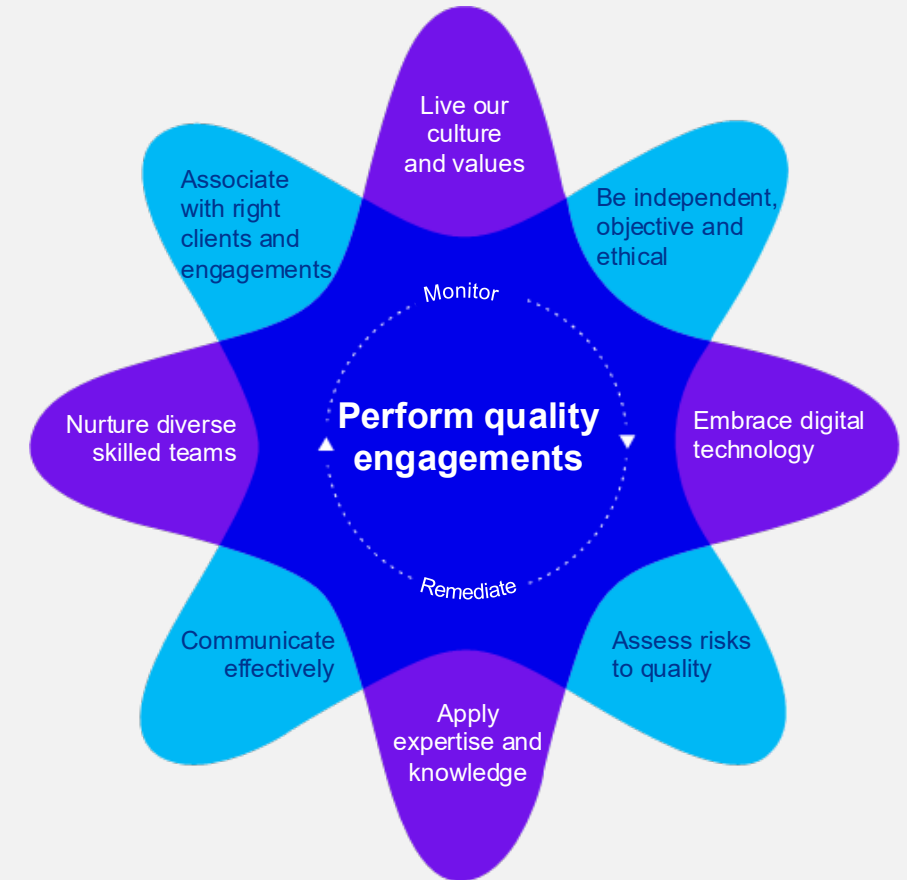 Live our
culture
and values
Be independent,
objective and
ethical
Embrace digital
technology
Assess risks
to quality
Apply
expertise and
knowledge
Communicate
effectively
Nurture diverse
skilled teams
Associate
with right
clients and
engagements
Monitor
Perform quality
engagements
Remediate